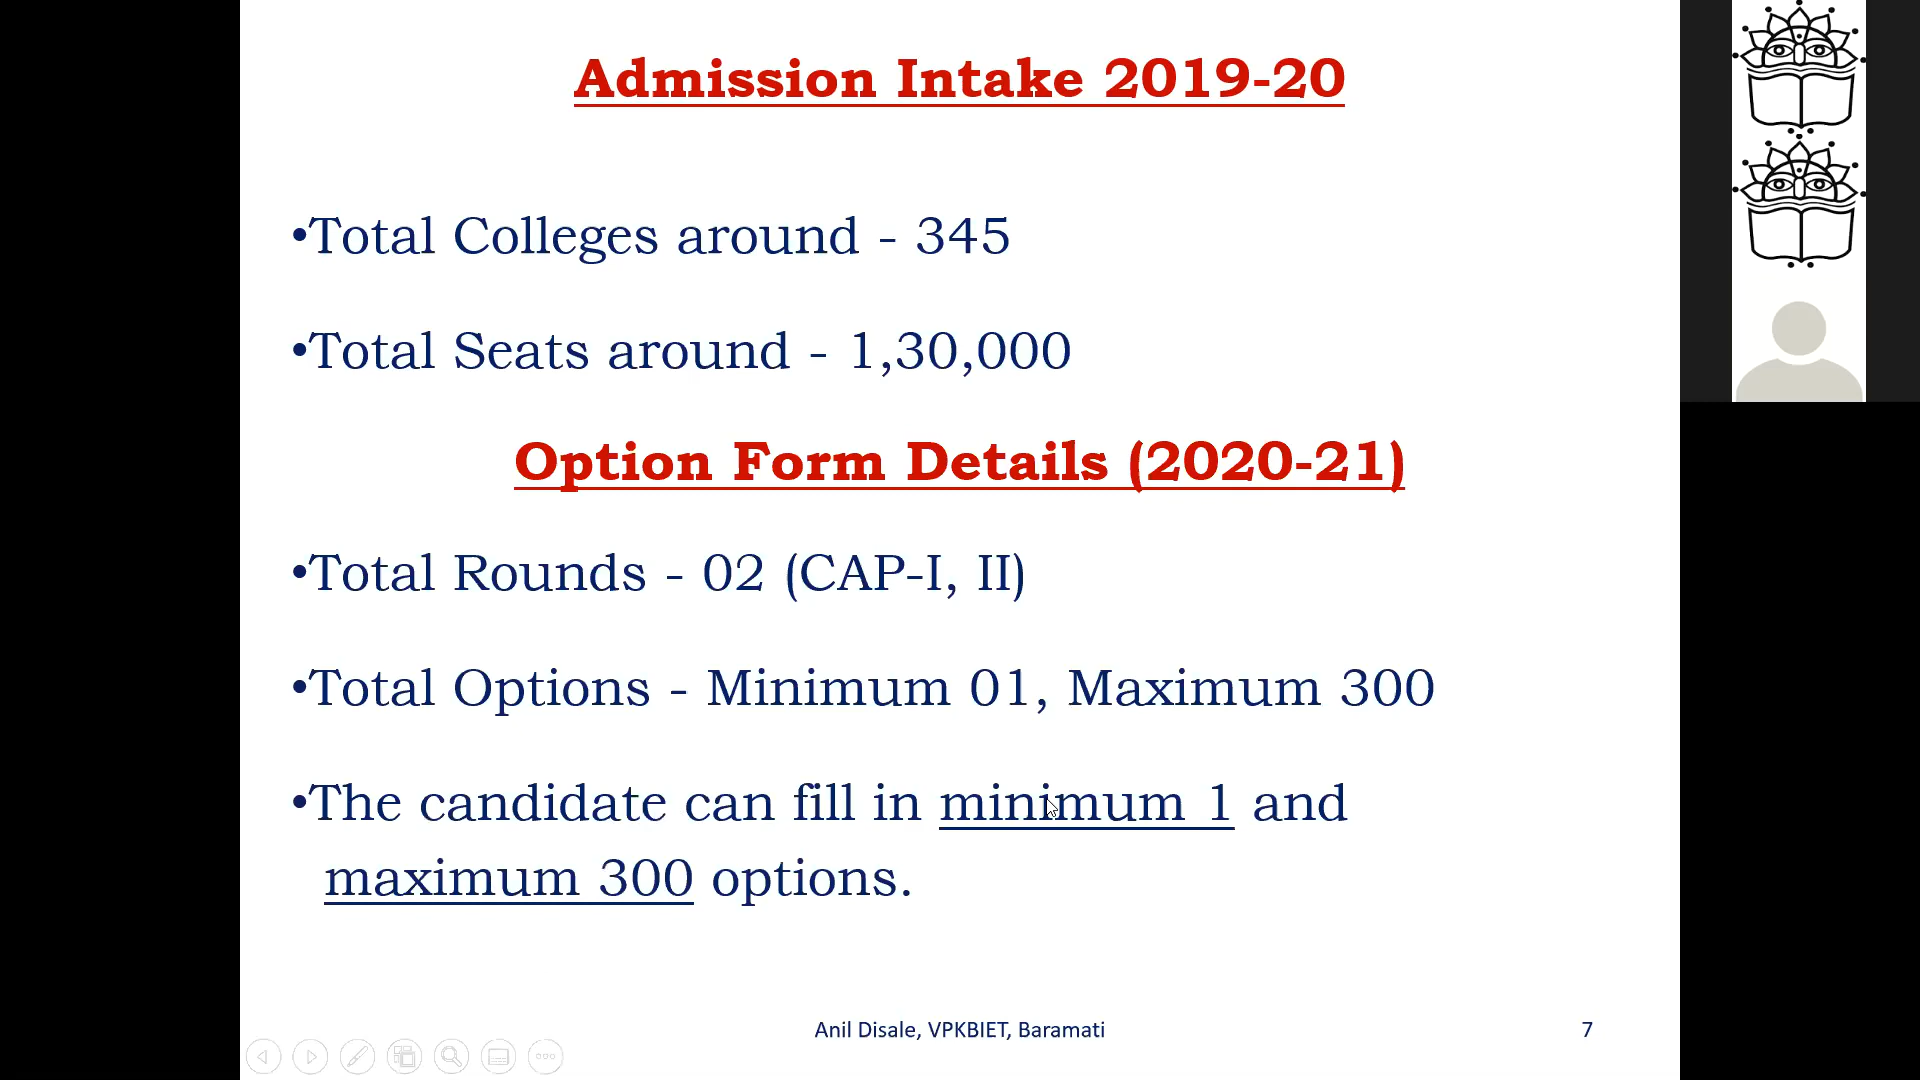 Admission Intake 2019-20
•Total Colleges around - 345
•Total Seats around - 1,30,000
Option Form Details (2020-21)
•Total Rounds - 02 (CAP-I, II)
•Total Options - Minimum 01, Maximum 300
•The candidate can fill in minimum 1 and
maximum 300 options.
Anil Disale, VPKBIET, Baramati
7